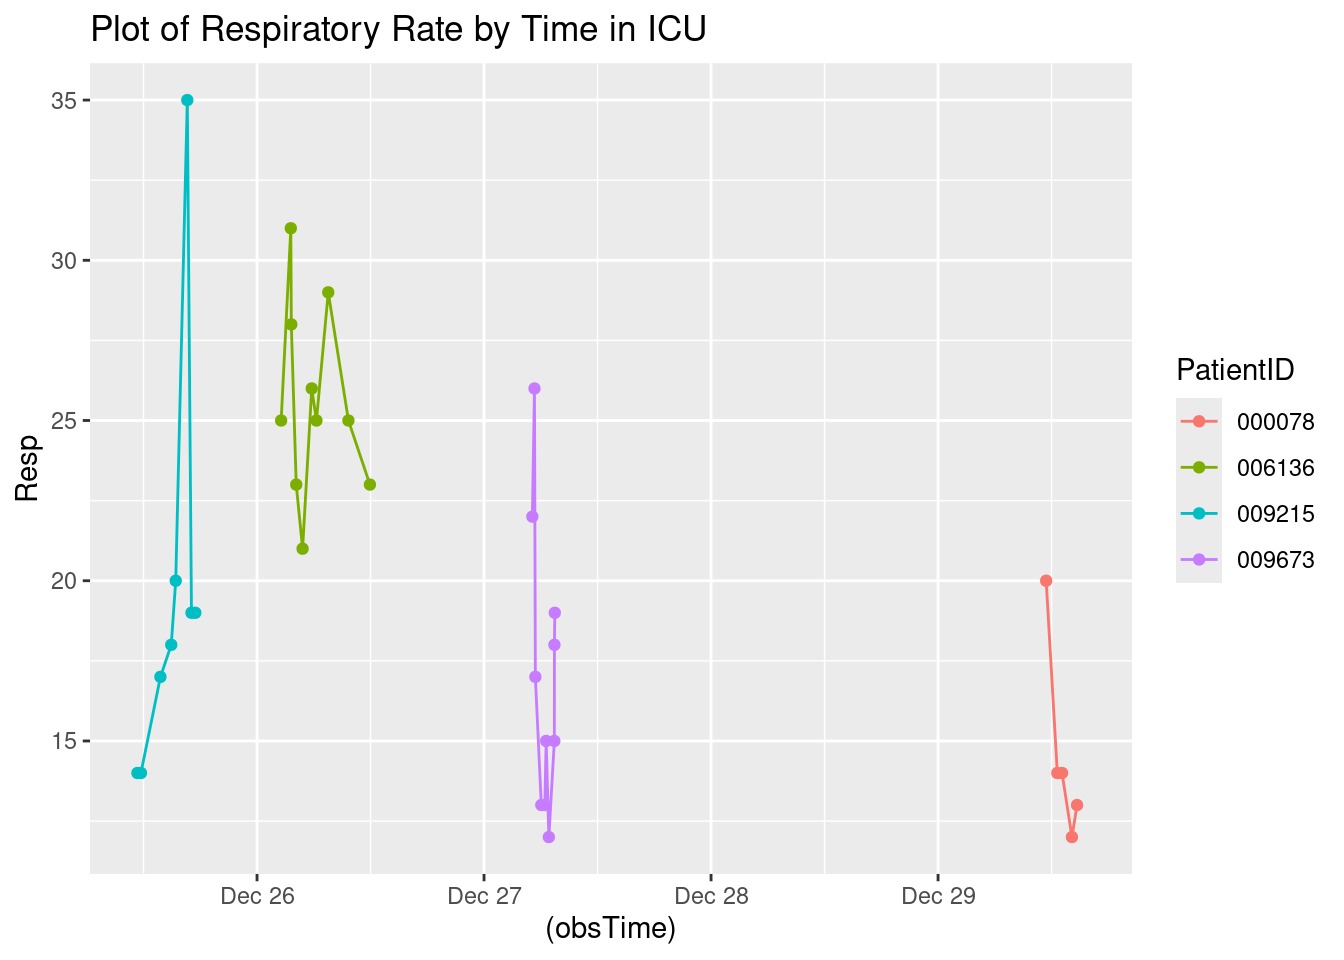 Plot of Respiratory Rate by Time in ICU
35
30
25
20
15
Resp
Dec 26
Dec 27
Dec 28
Dec 29
(obsTime)
PatientID
000078
006136
009215
009673